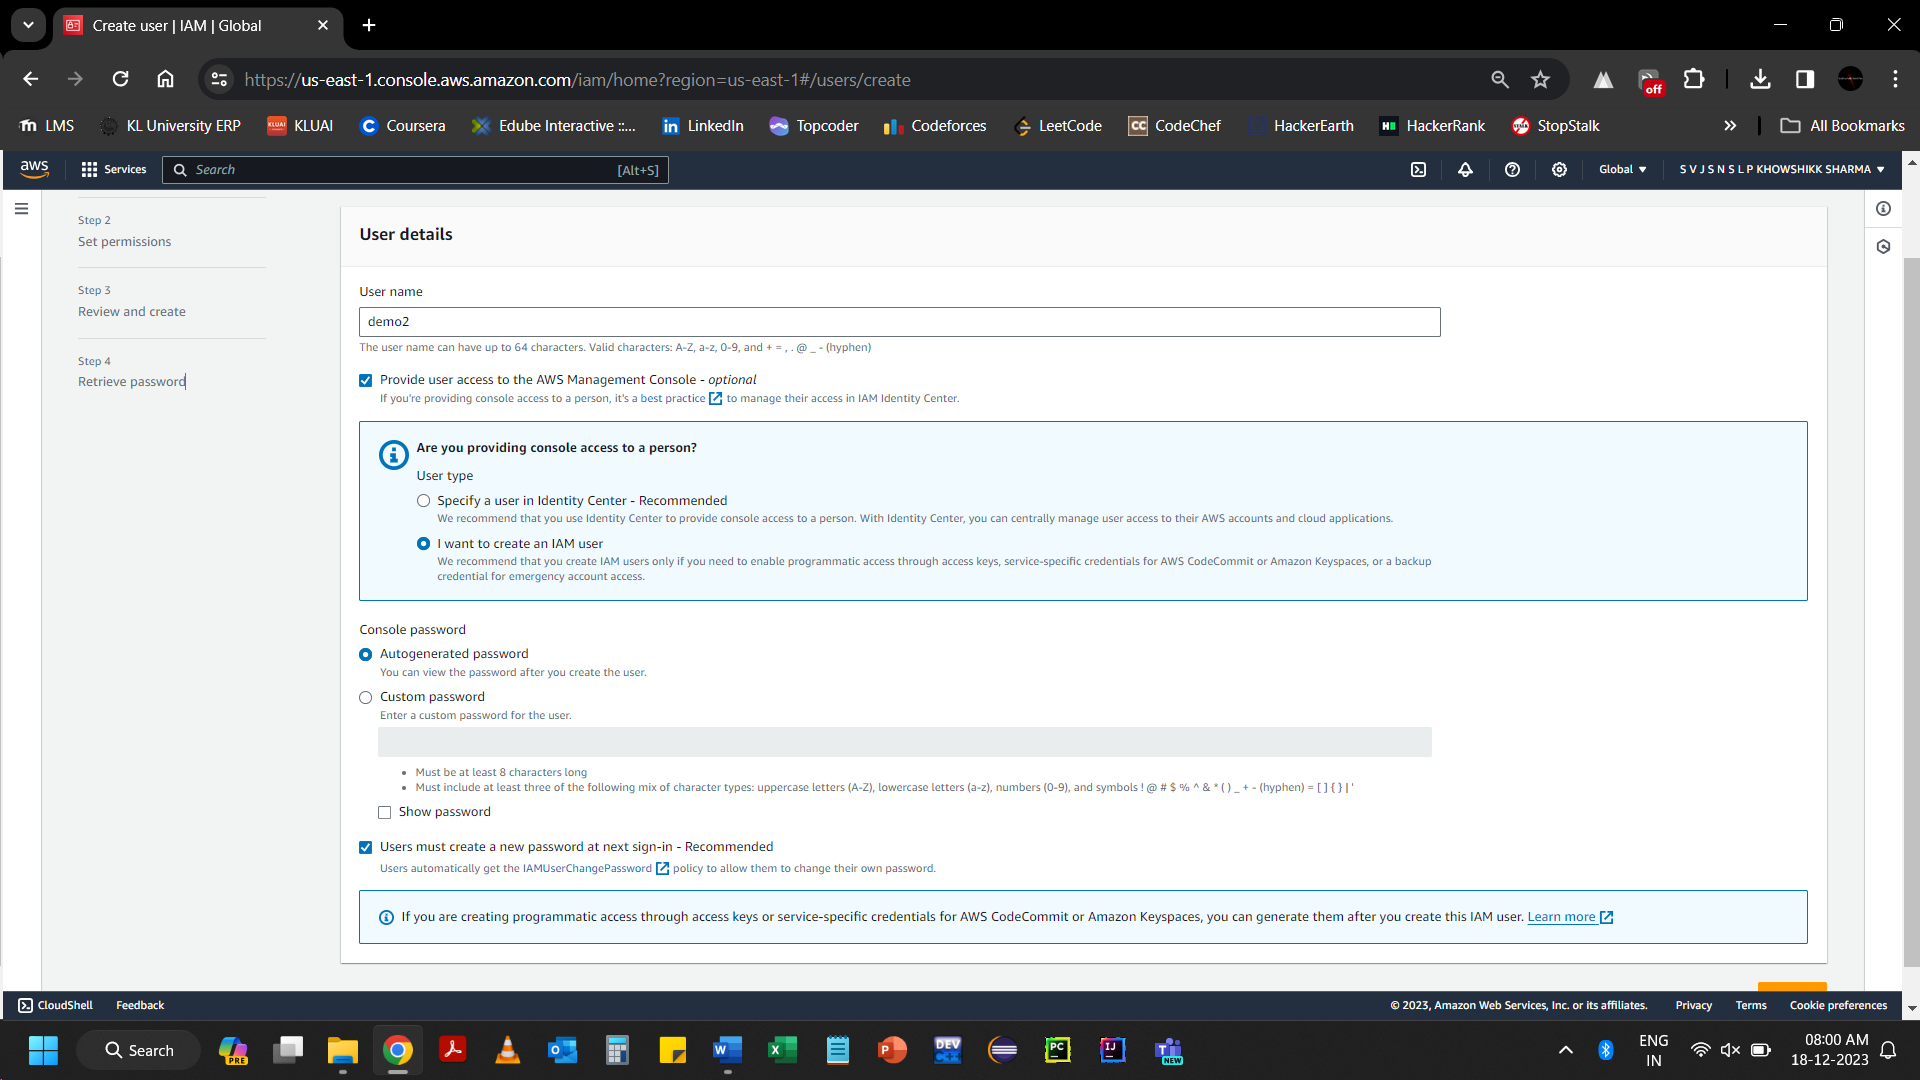 Create user | IAM | Global
https://us-east-1.console.aws.amazon.com/iam/home?region=us-east-1#/users/create
off
LMS
KL University ERP
KLUAI
KLUAI
Coursera
Edube Interactive ::...
LinkedIn
Topcoder
Codeforces
LeetCode
CodeChef
HackerEarth
HackerRank
StopStalk
All Bookmarks
aws
Services
Search
[Alt+S]
Global
S V J S N S L P KHOWSHIKK SHARMA
Step 2
Set permissions
Step 3
Review and create
Step 4
Retrieve password
User details
User name
demo2
The user name can have up to 64 characters. Valid characters: A-Z, a-z, 0-9, and + = , . @ _ - (hyphen)
Provide user access to the AWS Management Console - optional
If you're providing console access to a person, it's a best practice to manage their access in IAM Identity Center.
Are you providing console access to a person?
User type
Specify a user in Identity Center - Recommended
We recommend that you use Identity Center to provide console access to a person. With Identity Center, you can centrally manage user access to their AWS accounts and cloud applications.
I want to create an IAM user
We recommend that you create IAM users only if you need to enable programmatic access through access keys, service-specific credentials for AWS CodeCommit or Amazon Keyspaces, or a backup
credential for emergency account access.
Console password
Autogenerated password
You can view the password after you create the user.
Custom password
Enter a custom password for the user.
• Must be at least 8 characters long
• Must include at least three of the following mix of character types: uppercase letters (A-Z), lowercase letters (a-z), numbers (0-9), and symbols ! @ # $ % ^ & * ( ) _ + - (hyphen) = [ ] { } | '
Show password
Users must create a new password at next sign-in - Recommended
Users automatically get the IAMUserChangePassword policy to allow them to change their own password.
If you are creating programmatic access through access keys or service-specific credentials for AWS CodeCommit or Amazon Keyspaces, you can generate them after you create this IAM user. Learn more
CloudShell
Feedback
© 2023, Amazon Web Services, Inc. or its affiliates.
Privacy
Terms
Cookie preferences
Search
PRE
DEV
PC
IJ
NEW
ENG
IN
08:00 AM
18-12-2023